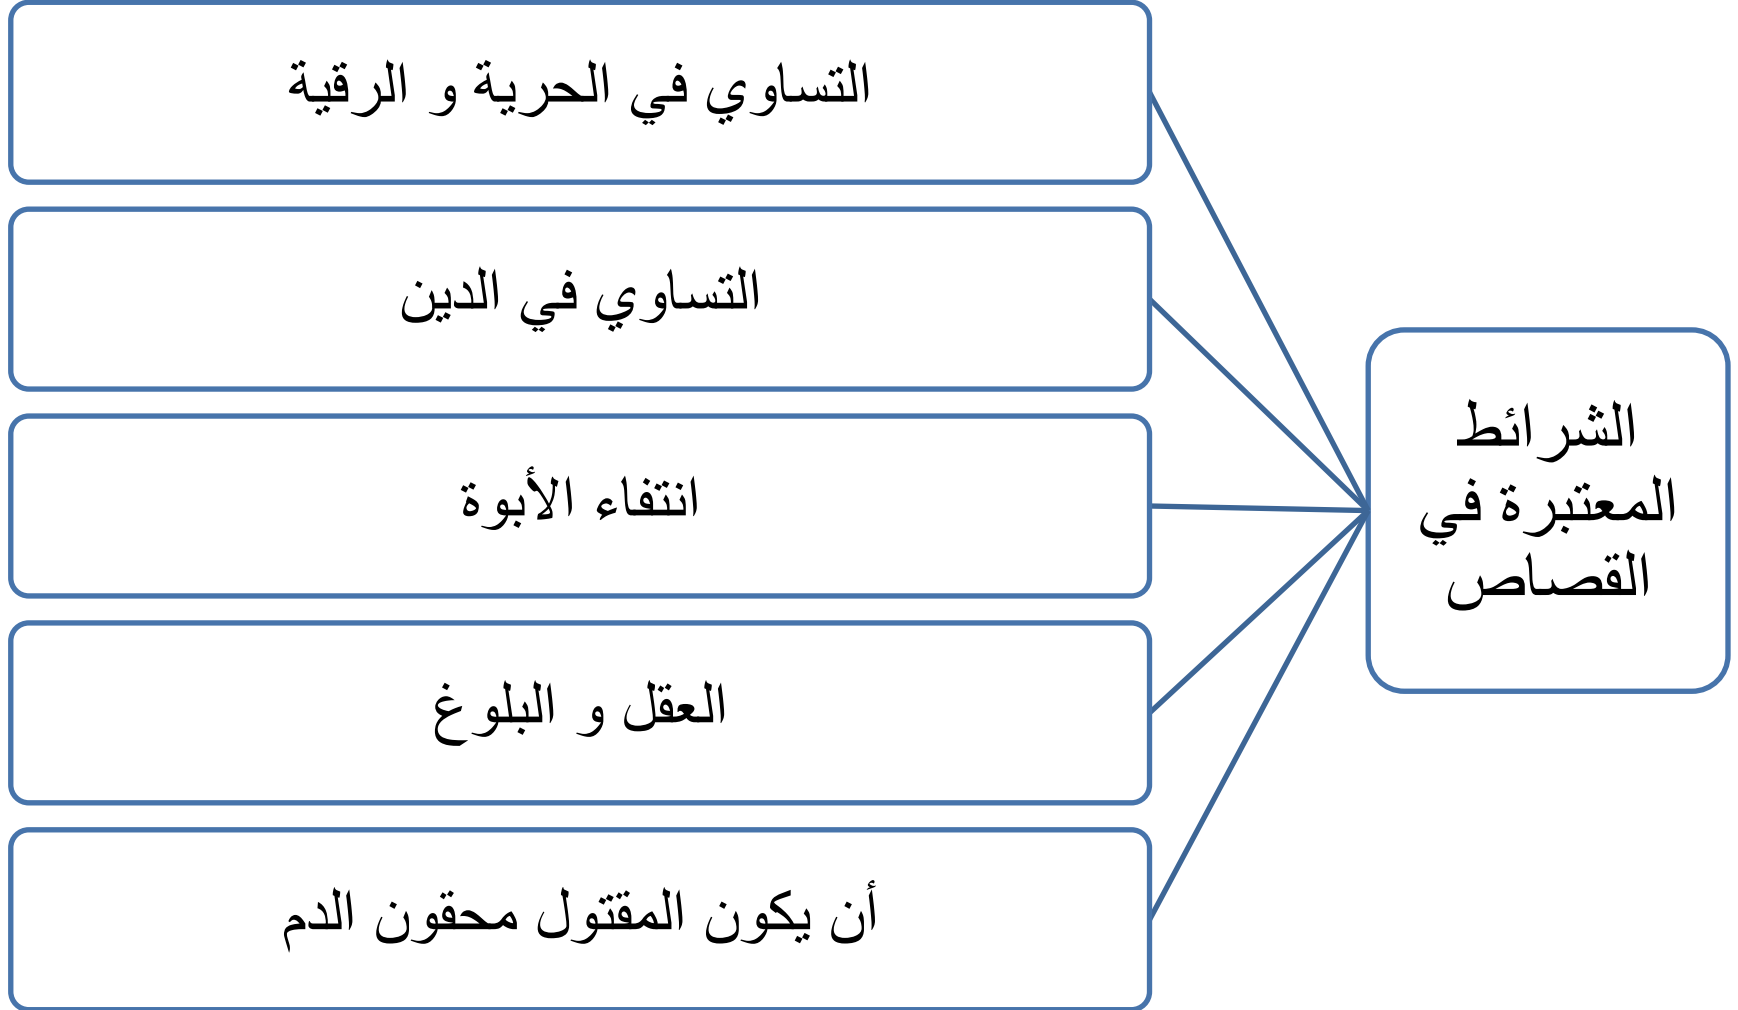 الشرائط
المعتبرة في
القصاص
التساوي في الحرية و الرقية
التساوي في الدين
انتفاء الأبوة
العقل و البلوغ
أن يكون المقتول محقون الدم